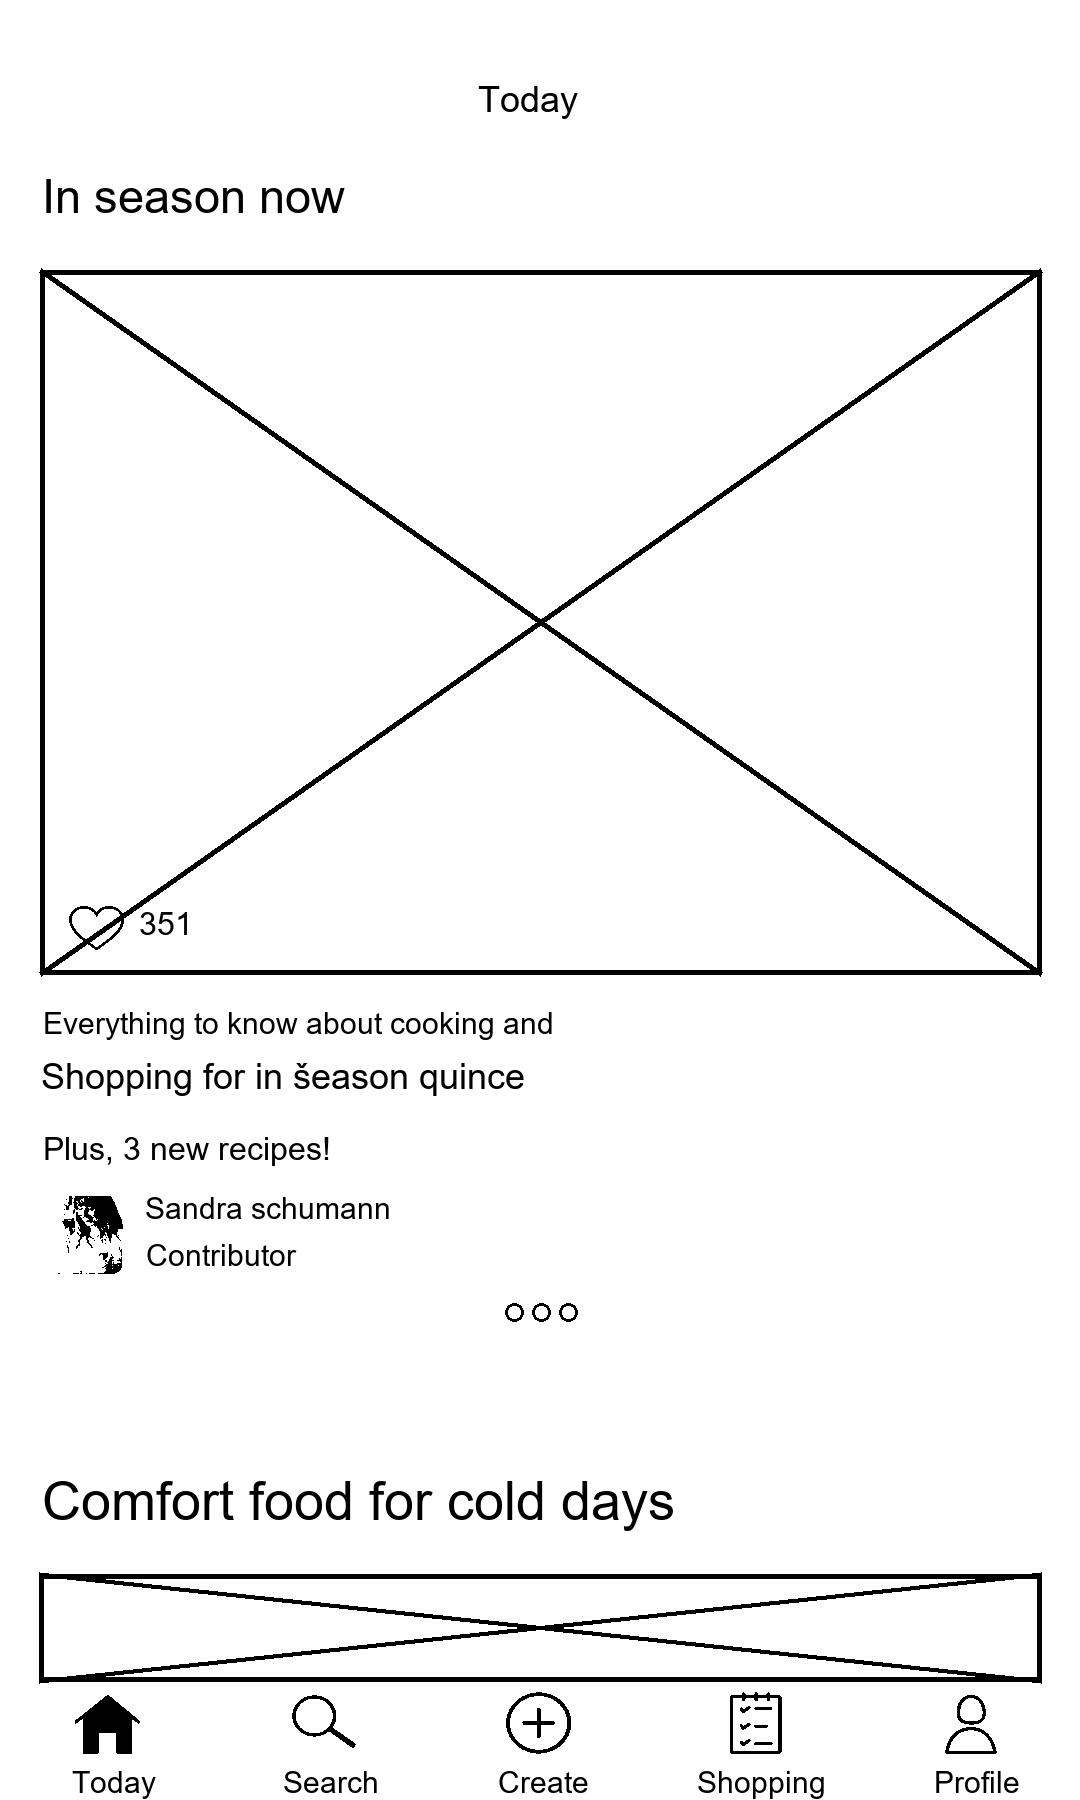 Today
In season now
351
Everything to know about cooking and
Shopping for in šeason quince
Plus, 3 new recipes!
Sandra schumann
Contributor
Comfort food for cold days
Today Search Create Shopping Profile